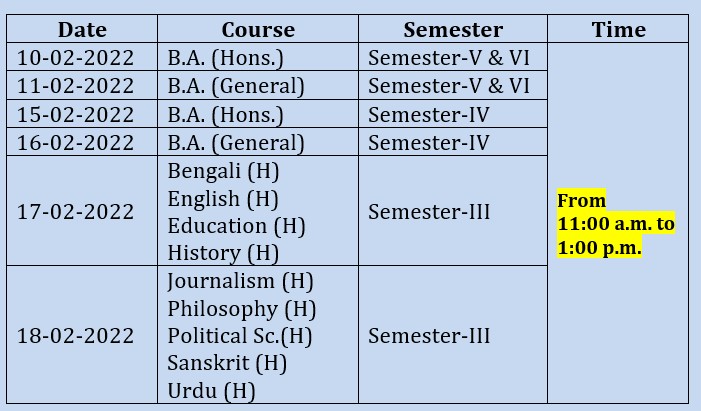 Date Course Semester Time
10-02-2022 B.A. (Hons.) Semester-V & VI
11-02-2022 B.A. (General) Semester-V & VI
15-02-2022 B.A. (Hons.) Semester-IV
16-02-2022 B.A. (General) Semester-IV
17-02-2022
Bengali (H)
English (H)
Education (H)
History (H)
Semester-III
18-02-2022
Journalism (H)
Philosophy (H)
Political Sc.(H)
Sanskrit (H)
Urdu (H)
Semester-III
From
11:00 a.m. to
1:00 p.m.